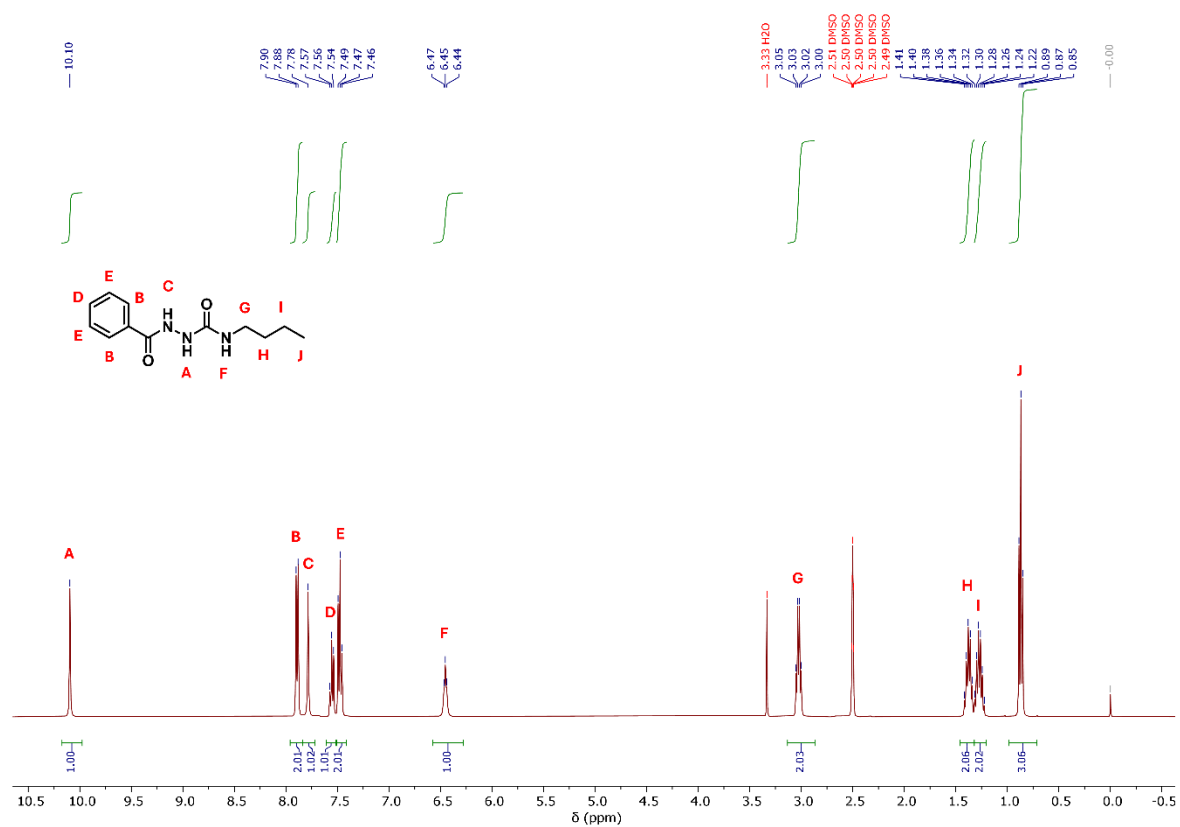 10.10
7.90
7.88
7.78
7.57
7.56
7.54
7.49
7.47
7.46
6.47
6.45
6.44
3.33 H2O
3.05
3.03
3.02
3.00
2.51 DMSO
2.50 DMSO
2.50 DMSO
2.50 DMSO
2.49 DMSO
1.41
1.40
1.38
1.36
1.34
1.32
1.30
1.28
1.26
1.24
1.22
0.89
0.87
0.85
-0.00
E
D B C
H
N
O
G I
E
O
N
H
N
H
B
H
J
A F
J
A B C D E F G H I
1.00
2.01
1.02
1.01
2.01
1.00
2.03
2.06
2.02
3.06
10.5 10.0 9.5 9.0 8.5 8.0 7.5 7.0 6.5 6.0 5.5 5.0 4.5 4.0 3.5 3.0 2.5 2.0 1.5 1.0 0.5 0.0 -0.5
δ (ppm)